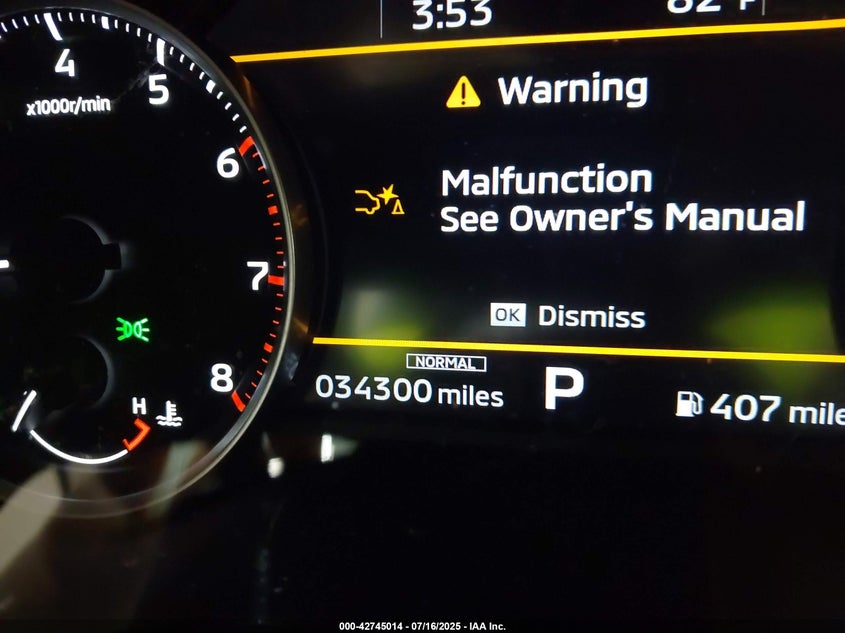 3:53
4
5
x1000r/min
Warning
6
Malfunction
See Owner's Manual
7
OK Dismiss
NORMAL
8
034300 miles
P
407 mile
H
000-42745014 - 07/16/2025 - IAA Inc.